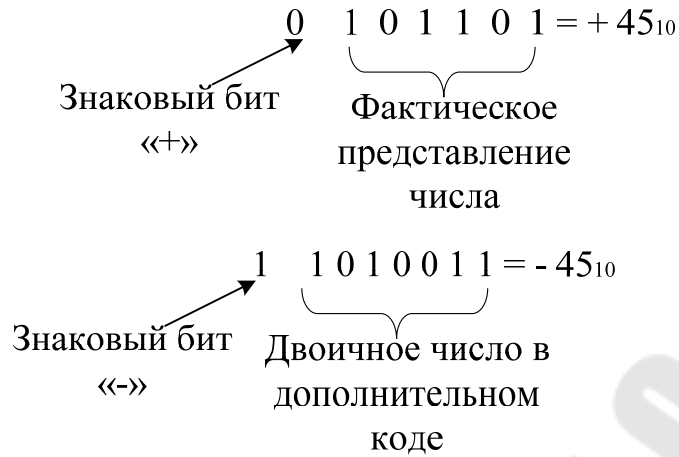 0 1 0 1 1 0 1 = + 45₁₀
Знаковый бит
«+»
Фактическое
представление
числа
1 1 0 1 0 0 1 1 = - 45₁₀
Знаковый бит
«-»
Двоичное число в
дополнительном
коде